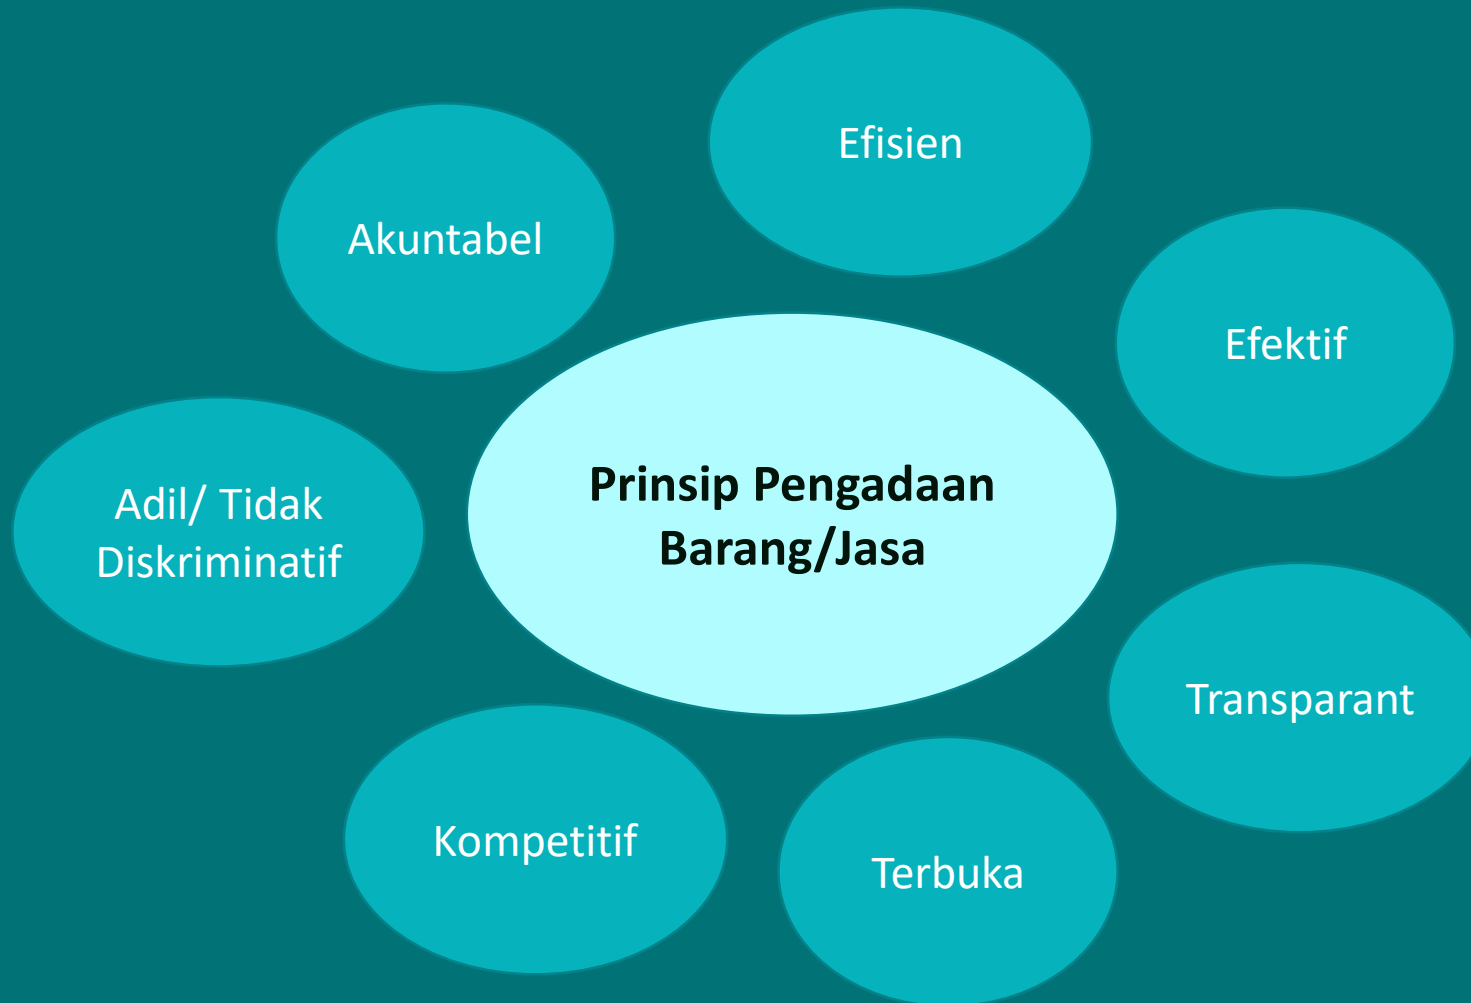 Efisien
Akuntabel
Efektif
Prinsip Pengadaan
Barang/Jasa
Adil/ Tidak
Diskriminatif
Transparant
Kompetitif
Terbuka